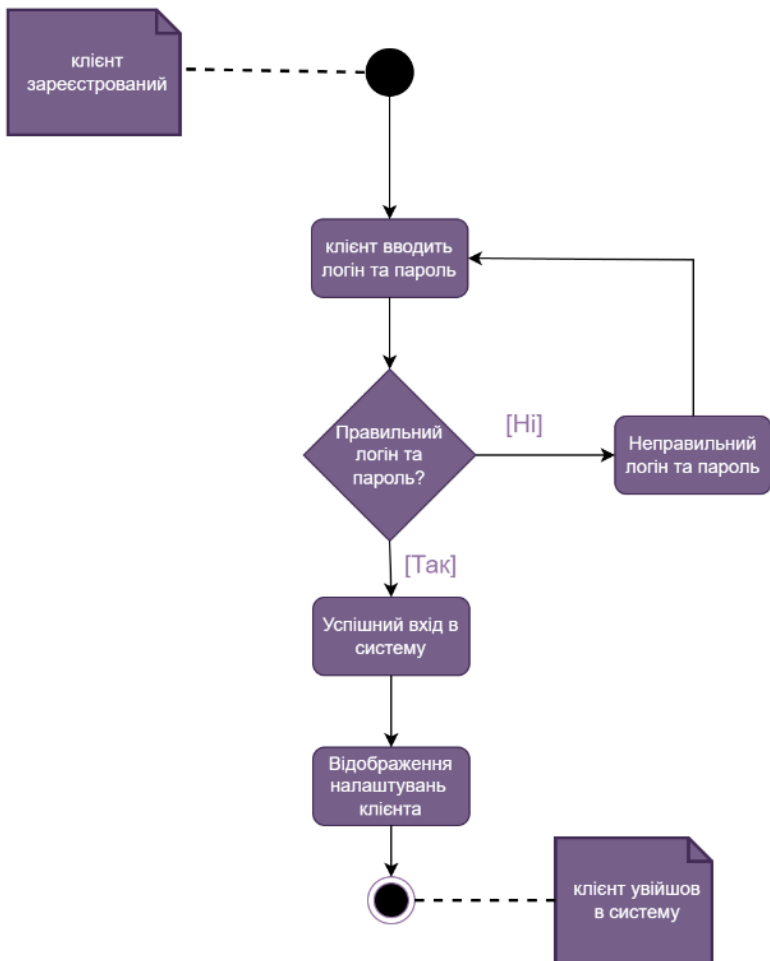 клієнт
зареєстрований
клієнт вводить
логін та пароль
Правильний
логін та
пароль?
[Ні]
Неправильний
логін та пароль
[Так]
Успішний вхід в
систему
Відображення
налаштувань
клієнта
клієнт увійшов
в систему